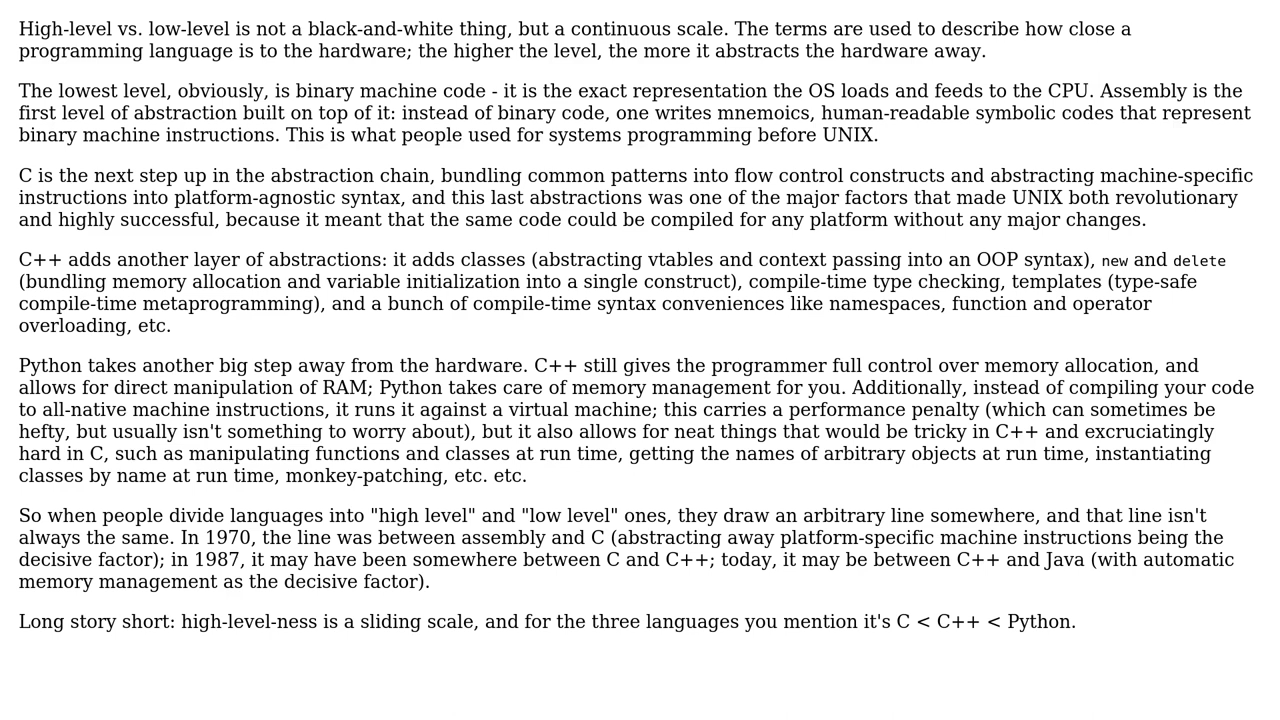 High-level vs. low-level is not a black-and-white thing, but a continuous scale. The terms are used to describe how close a
programming language is to the hardware; the higher the level, the more it abstracts the hardware away.
The lowest level, obviously, is binary machine code - it is the exact representation the OS loads and feeds to the CPU. Assembly is the
first level of abstraction built on top of it: instead of binary code, one writes mnemoics, human-readable symbolic codes that represent
binary machine instructions. This is what people used for systems programming before UNIX.
C is the next step up in the abstraction chain, bundling common patterns into flow control constructs and abstracting machine-specific
instructions into platform-agnostic syntax, and this last abstractions was one of the major factors that made UNIX both revolutionary
and highly successful, because it meant that the same code could be compiled for any platform without any major changes.
C++ adds another layer of abstractions: it adds classes (abstracting vtables and context passing into an OOP syntax), new and delete
(bundling memory allocation and variable initialization into a single construct), compile-time type checking, templates (type-safe
compile-time metaprogramming), and a bunch of compile-time syntax conveniences like namespaces, function and operator
overloading, etc.
Python takes another big step away from the hardware. C++ still gives the programmer full control over memory allocation, and
allows for direct manipulation of RAM; Python takes care of memory management for you. Additionally, instead of compiling your code
to all-native machine instructions, it runs it against a virtual machine; this carries a performance penalty (which can sometimes be
hefty, but usually isn't something to worry about), but it also allows for neat things that would be tricky in C++ and excruciatingly
hard in C, such as manipulating functions and classes at run time, getting the names of arbitrary objects at run time, instantiating
classes by name at run time, monkey-patching, etc. etc.
So when people divide languages into "high level" and "low level" ones, they draw an arbitrary line somewhere, and that line isn't
always the same. In 1970, the line was between assembly and C (abstracting away platform-specific machine instructions being the
decisive factor); in 1987, it may have been somewhere between C and C++; today, it may be between C++ and Java (with automatic
memory management as the decisive factor).
Long story short: high-level-ness is a sliding scale, and for the three languages you mention it's C < C++ < Python.